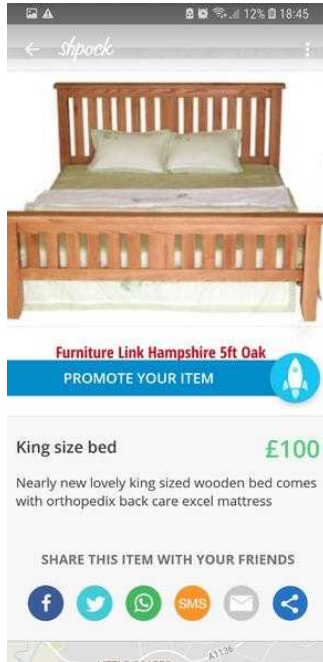 12% 18:45
shpock
Furniture Link Hampshire 5ft Oak
PROMOTE YOUR ITEM
King size bed £100
Nearly new lovely king sized wooden bed comes
with orthopedix back care excel mattress
SHARE THIS ITEM WITH YOUR FRIENDS
f SMS
A1136